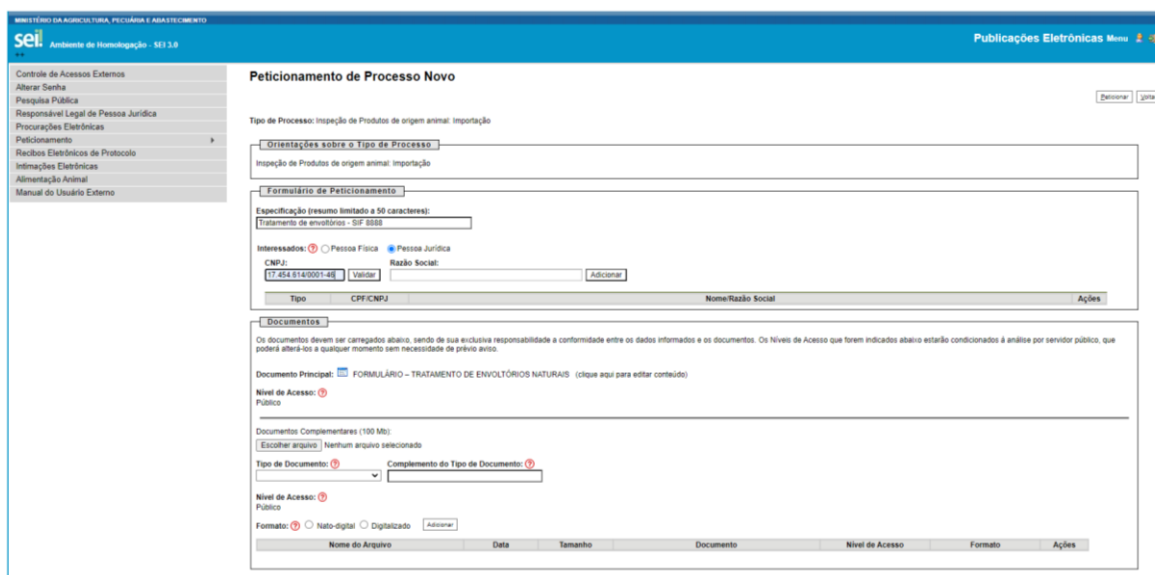 MINISTÉRIO DA AGRICULTURA, PECUÁRIA E ABASTECIMENTO
sei! Ambiente de Homologação - SEI 3.0
Publicações Eletrônicas Menu
Controle de Acessos Externos
Alterar Senha
Pesquisa Pública
Responsável Legal de Pessoa Jurídica
Procurações Eletrônicas
Peticionamento
Recibos Eletrônicos de Protocolo
Intimações Eletrônicas
Alimentação Animal
Manual do Usuário Externo
Peticionamento de Processo Novo
Peticionar
Tipo de Processo: Inspeção de Produtos de origem animal: Importação
Orientações sobre o Tipo de Processo
Inspeção de Produtos de origem animal: Importação
Formulário de Peticionamento
Especificação (resumo limitado a 50 caracteres):
Tratamento de envoltórios - SIF 8888
Interessados: Pessoa Física Pessoa Jurídica
CNPJ: Razão Social:
17.454.614/0001-46 Validar Adicionar
Tipo CPF/CNPJ Nome/Razão Social Ações
Documentos
Os documentos devem ser carregados abaixo, sendo de sua exclusiva responsabilidade a conformidade entre os dados informados e os documentos. Os Níveis de Acesso que forem indicados abaixo estarão condicionados à análise por servidor público, que
poderá alterá-los a qualquer momento sem necessidade de prévio aviso.
Documento Principal: FORMULÁRIO – TRATAMENTO DE ENVOLTÓRIOS NATURAIS (clique aqui para editar conteúdo)
Nível de Acesso:
Público
Documentos Complementares (100 Mb):
Escolher arquivo Nenhum arquivo selecionado
Tipo de Documento: Complemento do Tipo de Documento:
Nível de Acesso:
Público
Formato: Nato-digital Digitalizado Adicionar
Nome do Arquivo Data Tamanho Documento Nível de Acesso Formato Ações